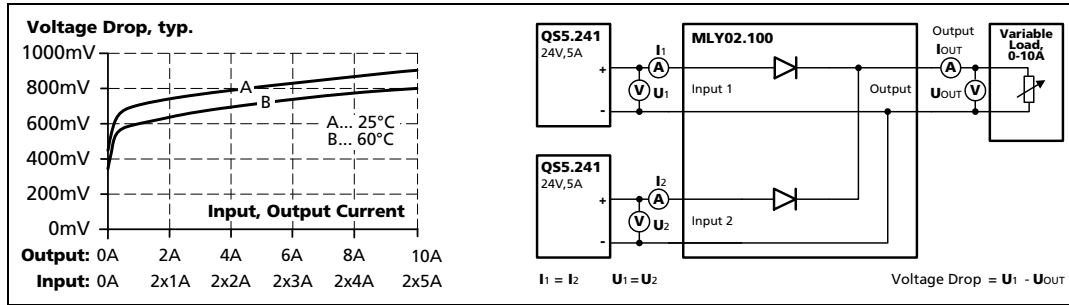 Voltage Drop, typ.
1000mV
800mV
600mV
400mV
200mV
0mV
A
B
A... 25°C
B... 60°C
Input, Output Current
Output: 0A 2A 4A 6A 8A 10A
Input: 0A 2x1A 2x2A 2x3A 2x4A 2x5A
QS5.241
24V,5A
+
-
I1
A
V U1
MLY02.100
Input 1
Output
Output
IOUT
A
UOUT V
Variable
Load,
0-10A
QS5.241
24V,5A
+
-
I2
A
V U2
Input 2
I1 = I2 U1 = U2
Voltage Drop = U1 - UOUT